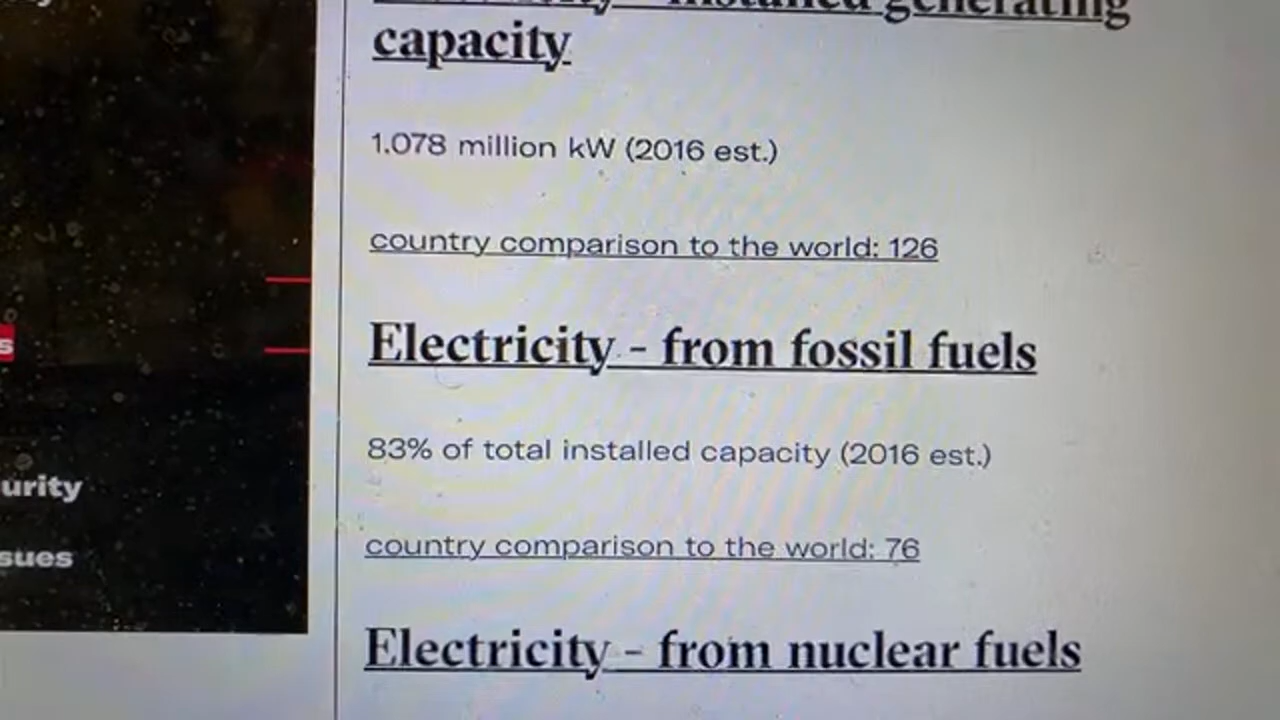 generating
capacity
1.078 million kW (2016 est.)
country comparison to the world: 126
Electricity - from fossil fuels
83% of total installed capacity (2016 est.)
country comparison to the world: 76
Electricity - from nuclear fuels
s
urity
sues